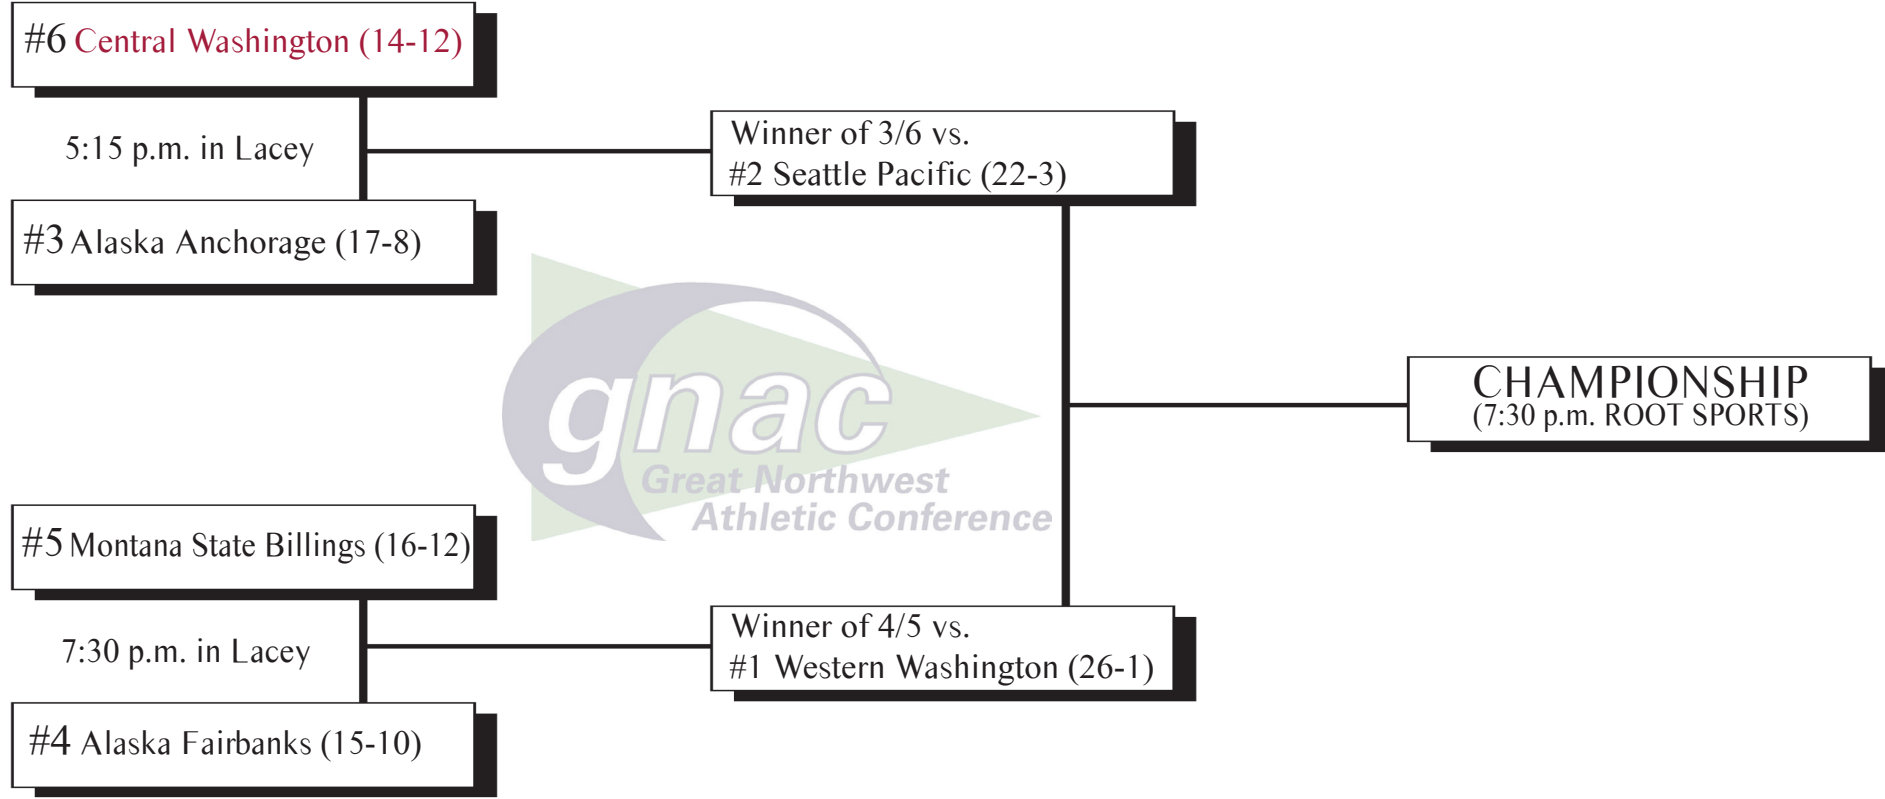 #6 Central Washington (14-12)
5:15 p.m. in Lacey
#3 Alaska Anchorage (17-8)
Winner of 3/6 vs.
#2 Seattle Pacific (22-3)
gnac
Great Northwest
Athletic Conference
CHAMPIONSHIP
(7:30 p.m. ROOT SPORTS)
#5 Montana State Billings (16-12)
7:30 p.m. in Lacey
#4 Alaska Fairbanks (15-10)
Winner of 4/5 vs.
#1 Western Washington (26-1)